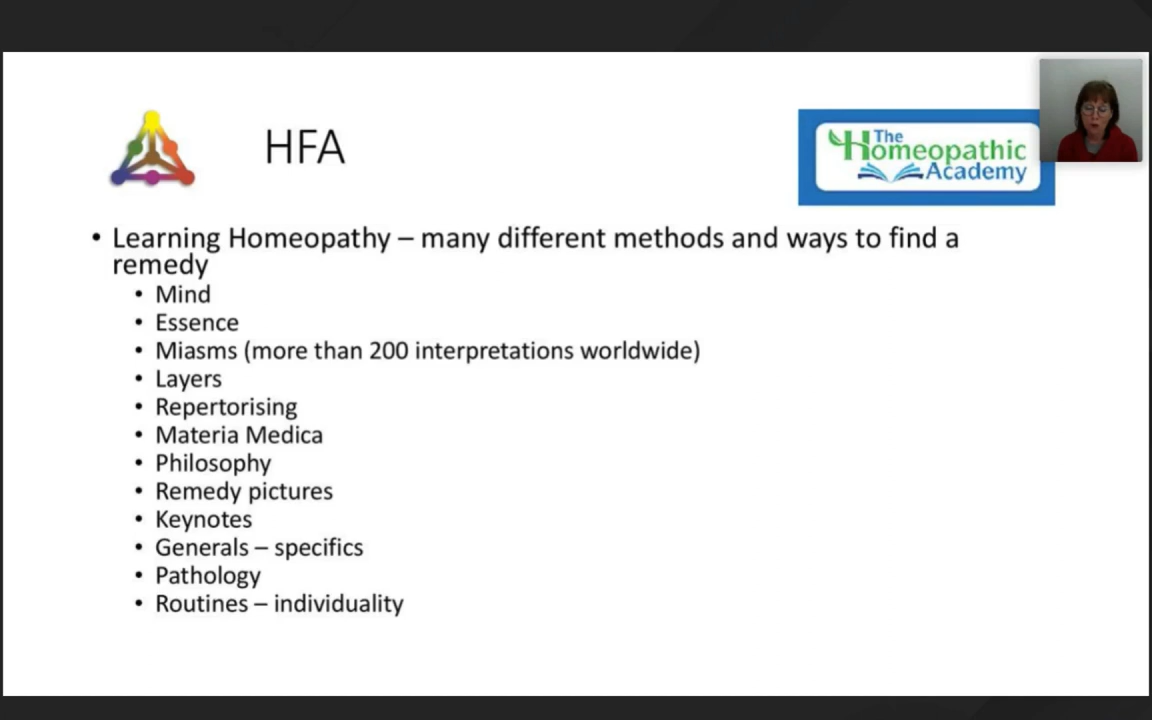 HFA
The
Homeopathic
Academy
• Learning Homeopathy – many different methods and ways to find a
remedy
• Mind
• Essence
• Miasms (more than 200 interpretations worldwide)
• Layers
• Repertorising
• Materia Medica
• Philosophy
• Remedy pictures
• Keynotes
• Generals – specifics
• Pathology
• Routines – individuality